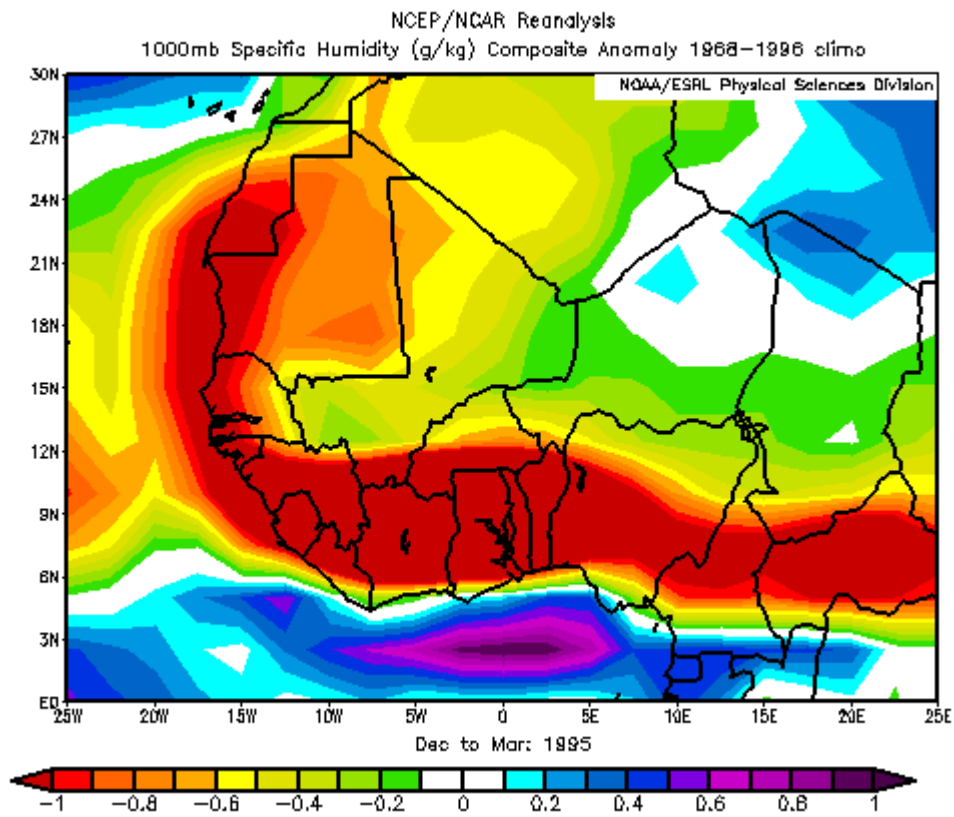 NCEP/NCAR Reanalysis
1000mb Specific Humidity (g/kg) Composite Anomaly 1968-1996 climo
NOAA/ESRL Physical Sciences Division
30N
27N
24N
21N
18N
15N
12N
9N
6N
3N
EQ
25W 20W 15W 10W 5W 0 5E 10E 15E 20E 25E
Dec to Mar: 1995
-1 -0.8 -0.6 -0.4 -0.2 0 0.2 0.4 0.6 0.8 1